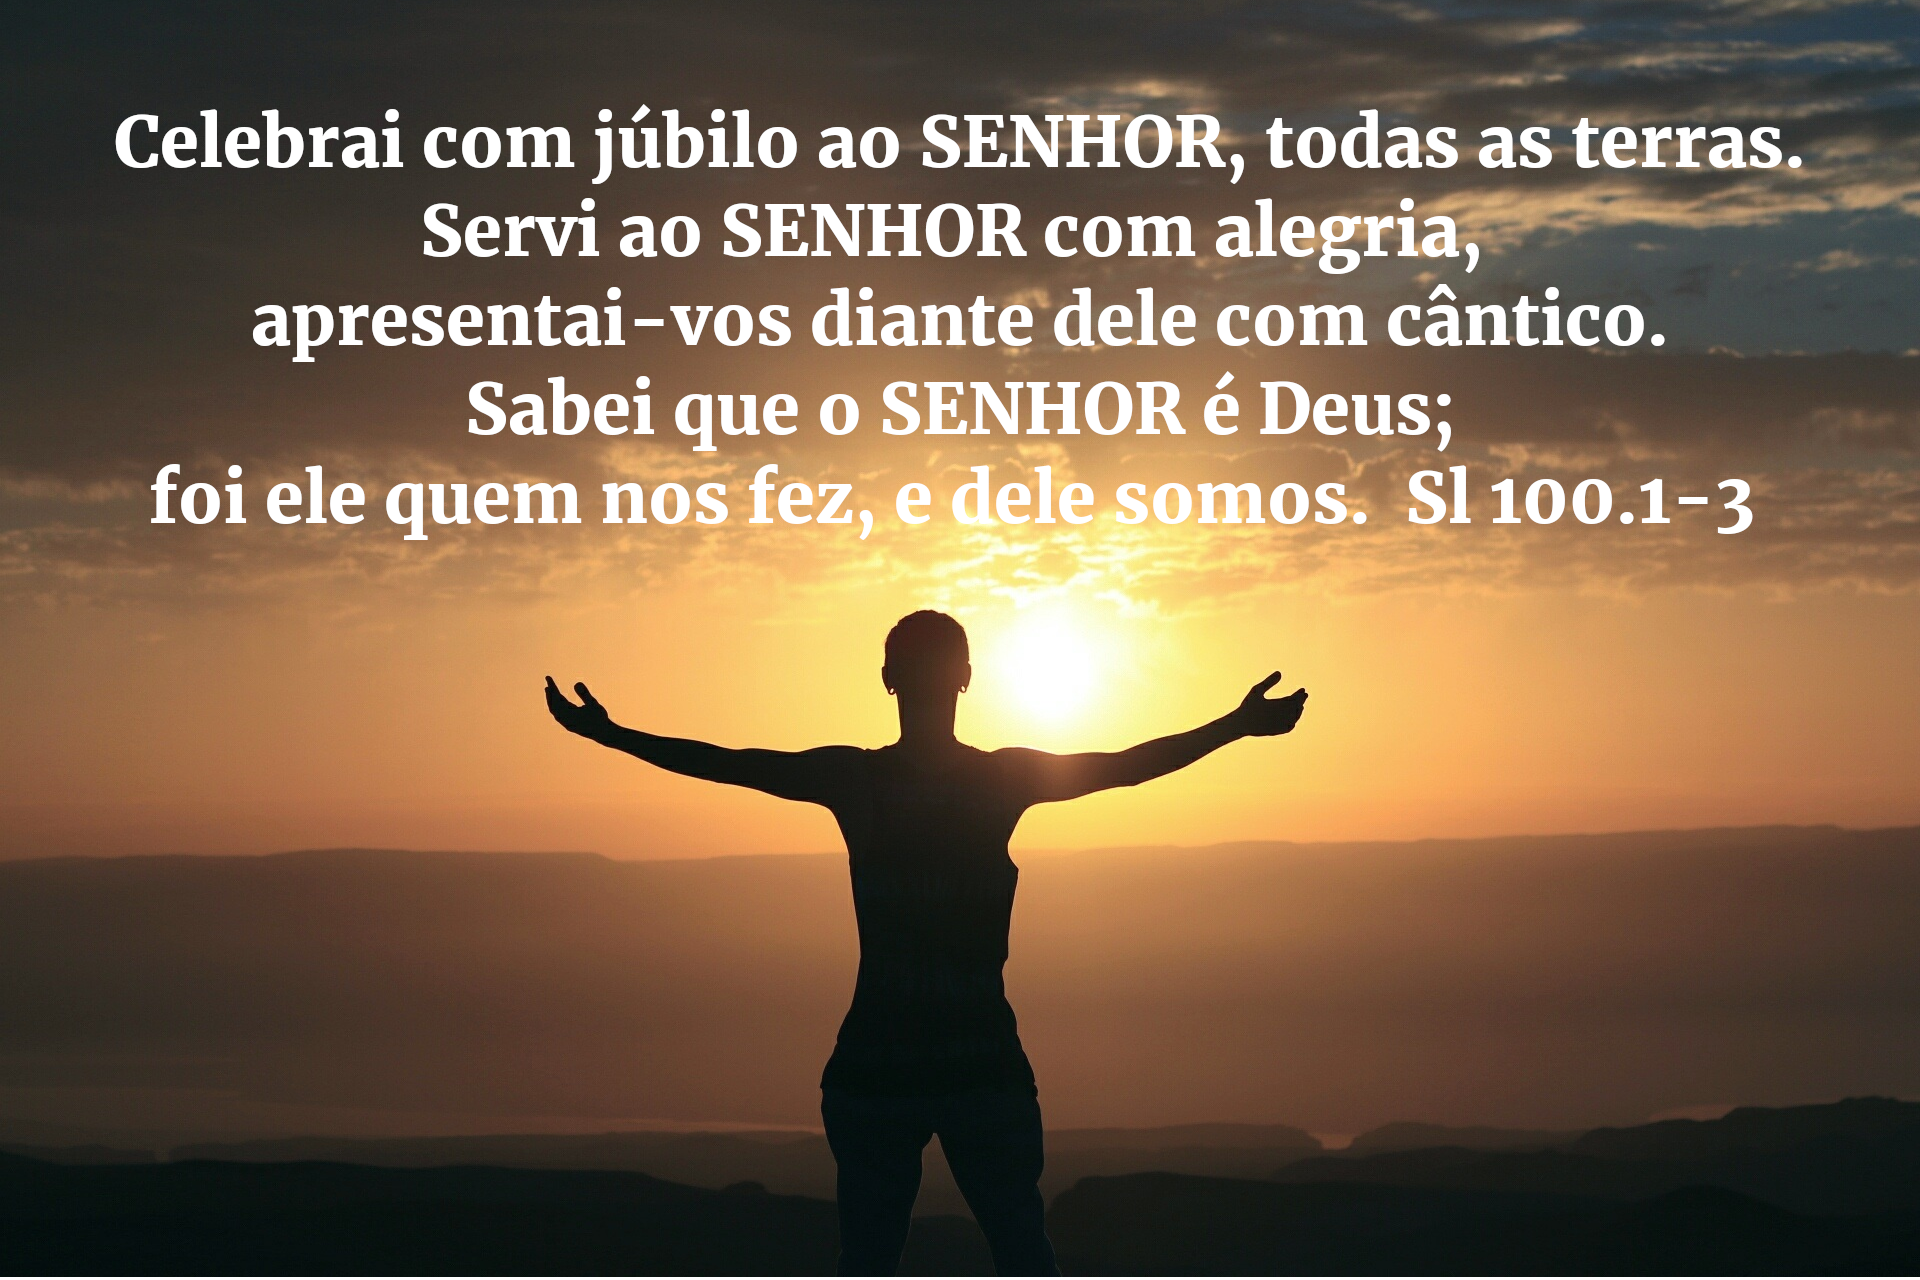 Celebrai com júbilo ao SENHOR, todas as terras.
Servi ao SENHOR com alegria,
apresentai-vos diante dele com cântico.
Sabei que o SENHOR é Deus;
foi ele quem nos fez, e dele somos.  Sl 100.1-3